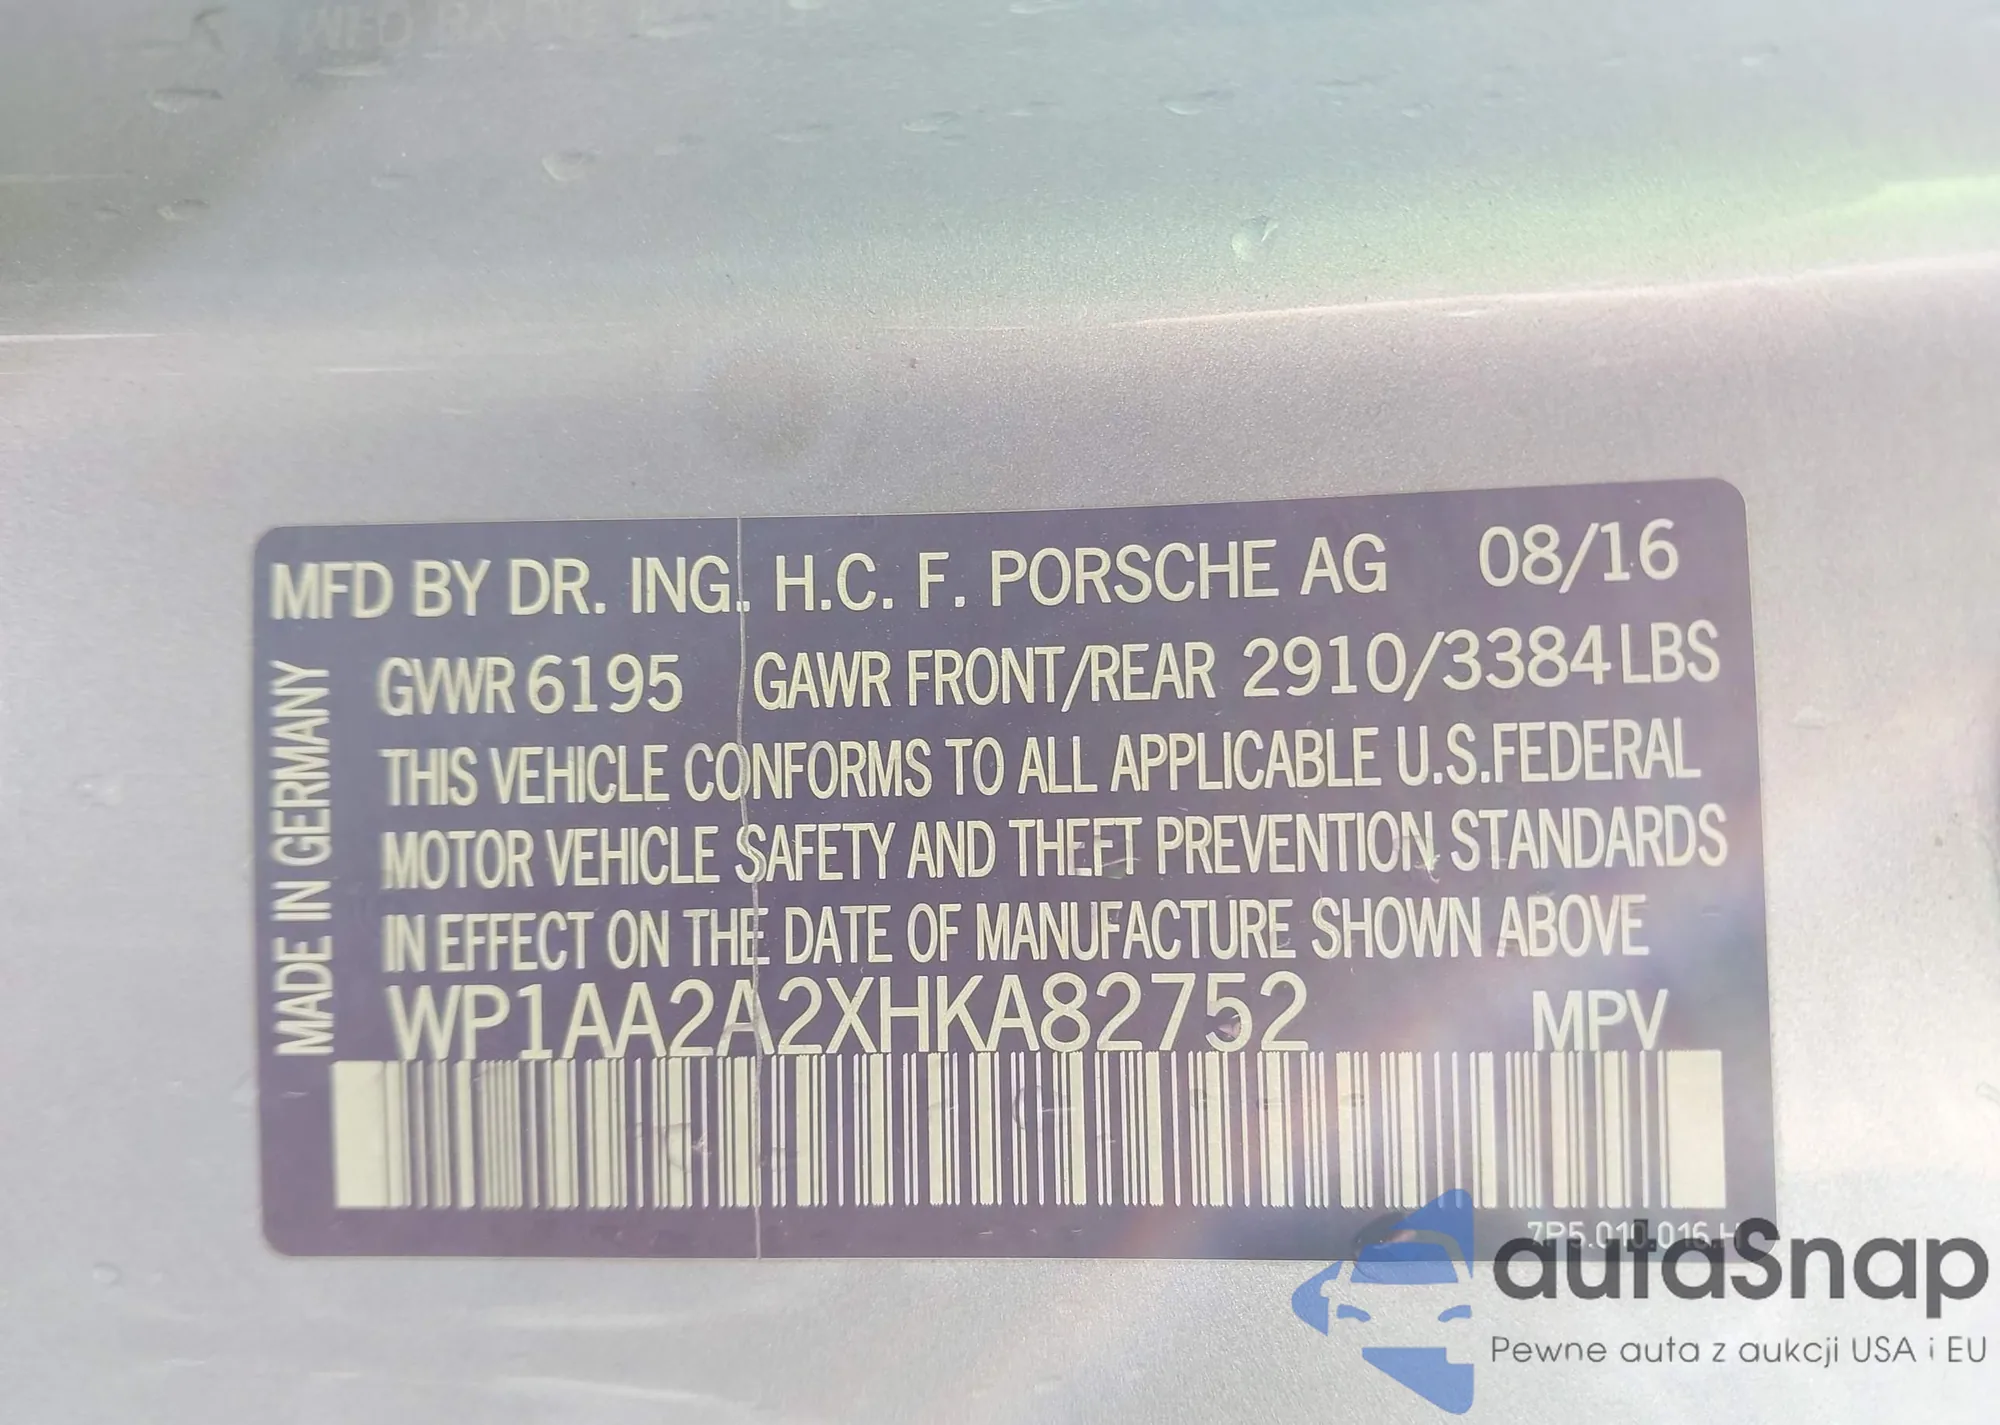 MFD BY DR. ING. H.C. F. PORSCHE AG 08/16
GVWR 6195 GAWR FRONT/REAR 2910/3384 LBS
THIS VEHICLE CONFORMS TO ALL APPLICABLE U.S.FEDERAL
MOTOR VEHICLE SAFETY AND THEFT PREVENTION STANDARDS
IN EFFECT ON THE DATE OF MANUFACTURE SHOWN ABOVE
WP1AA2A2XHKA82752 MPV
MADE IN GERMANY
7P5.010.016.H
autaSnap
Pewne auta z aukcji USA i EU